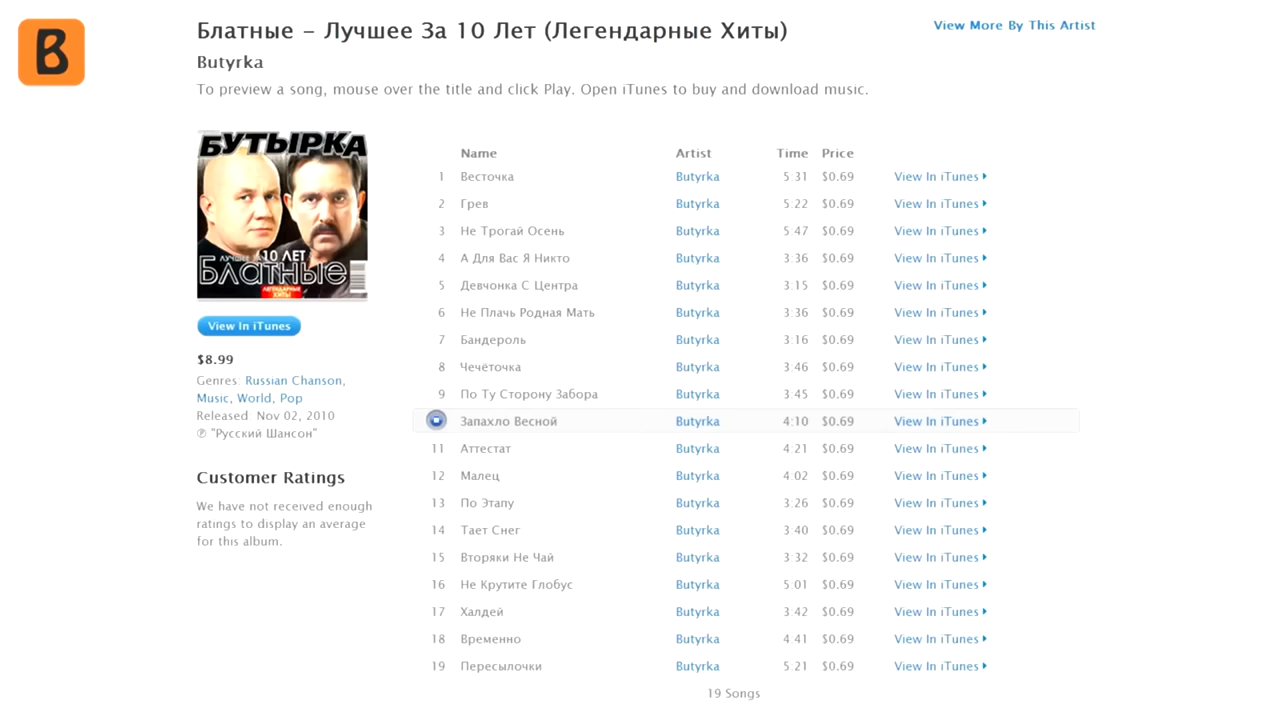 B
Блатные – Лучшее За 10 Лет (Легендарные Хиты)
View More By This Artist
Butyrka
To preview a song, mouse over the title and click Play. Open iTunes to buy and download music.
БУТЫРКА
ЛУЧШЕЕ ЗА 10 ЛЕТ
Блатные
ЛЕГЕНДАРНЫЕ
ХИТЫ
View In iTunes
$8.99
Genres: Russian Chanson,
Music, World, Pop
Released Nov 02, 2010
℗ "Русский Шансон"
Customer Ratings
We have not received enough
ratings to display an average
for this album.
Name Artist Time Price
1 Весточка Butyrka 5:31 $0.69 View In iTunes
2 Грев Butyrka 5:22 $0.69 View In iTunes
3 Не Трогай Осень Butyrka 5:47 $0.69 View In iTunes
4 А Для Вас Я Никто Butyrka 3:36 $0.69 View In iTunes
5 Девчонка С Центра Butyrka 3:15 $0.69 View In iTunes
6 Не Плачь Родная Мать Butyrka 3:36 $0.69 View In iTunes
7 Бандероль Butyrka 3:16 $0.69 View In iTunes
8 Чечёточка Butyrka 3:46 $0.69 View In iTunes
9 По Ту Сторону Забора Butyrka 3:45 $0.69 View In iTunes
Запахло Весной Butyrka 4:10 $0.69 View In iTunes
11 Аттестат Butyrka 4:21 $0.69 View In iTunes
12 Малец Butyrka 4:02 $0.69 View In iTunes
13 По Этапу Butyrka 3:26 $0.69 View In iTunes
14 Тает Снег Butyrka 3:40 $0.69 View In iTunes
15 Вторяки Не Чай Butyrka 3:32 $0.69 View In iTunes
16 Не Крутите Глобус Butyrka 5:01 $0.69 View In iTunes
17 Халдей Butyrka 3:42 $0.69 View In iTunes
18 Временно Butyrka 4:41 $0.69 View In iTunes
19 Пересылочки Butyrka 5:21 $0.69 View In iTunes
19 Songs